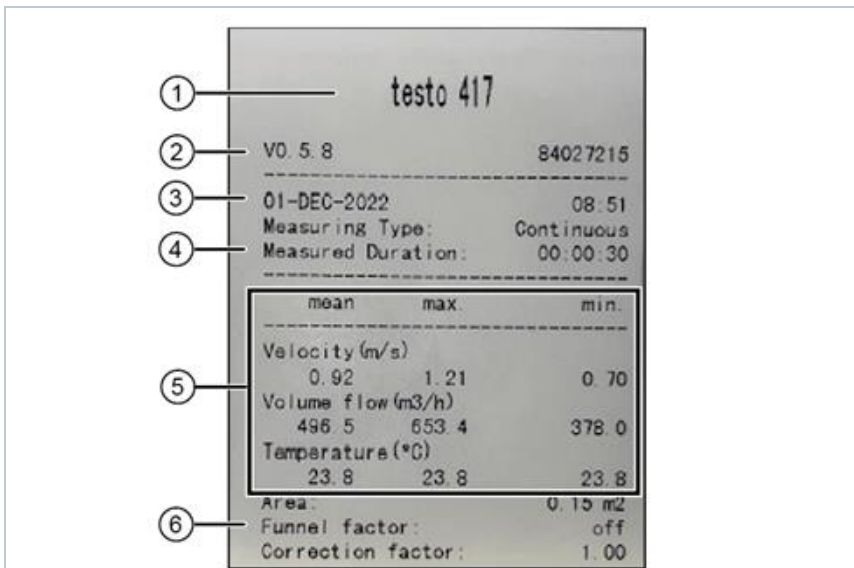 testo 417
① 
② V0.5.8 84027215
③ 01-DEC-2022 08:51
Measuring Type: Continuous
④ Measured Duration: 00:00:30
mean max. min.
Velocity(m/s)
0.92 1.21 0.70
⑤
Volume flow(m3/h)
496.5 653.4 378.0
Temperature(°C)
23.8 23.8 23.8
Area: 0.15 m2
⑥ Funnel factor: off
Correction factor: 1.00